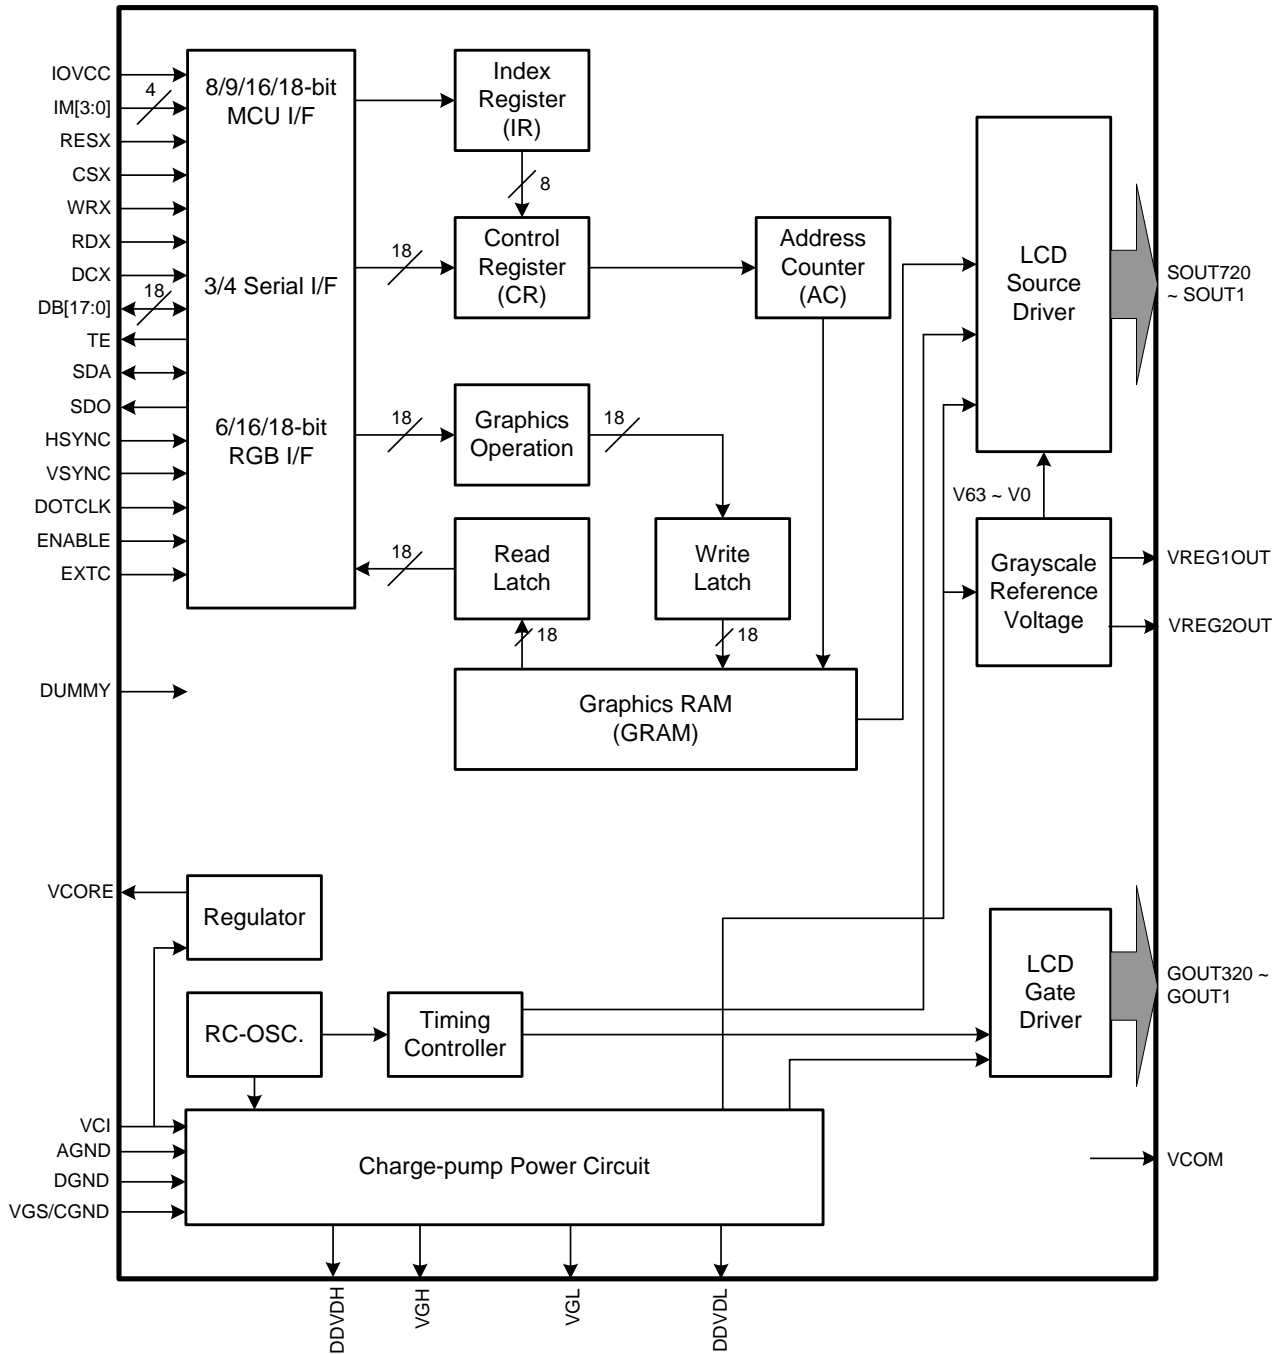 IOVCC
4
IM[3:0]
RESX
CSX
WRX
RDX
DCX
18
DB[17:0]
TE
SDA
SDO
HSYNC
VSYNC
DOTCLK
ENABLE
EXTC
DUMMY
VCORE
VCI
AGND
DGND
VGS/CGND
8/9/16/18-bit
MCU I/F
3/4 Serial I/F
6/16/18-bit
RGB I/F
Index
Register
(IR)
8
18
Control
Register
(CR)
Address
Counter
(AC)
18
Graphics
Operation
18
18
Read
Latch
Write
Latch
18
18
Graphics RAM
(GRAM)
LCD
Source
Driver
SOUT720
~ SOUT1
V63 ~ V0
Grayscale
Reference
Voltage
VREG1OUT
VREG2OUT
Regulator
RC-OSC.
Timing
Controller
LCD
Gate
Driver
GOUT320 ~
GOUT1
Charge-pump Power Circuit
VCOM
DDVDH
VGH
VGL
DDVDL